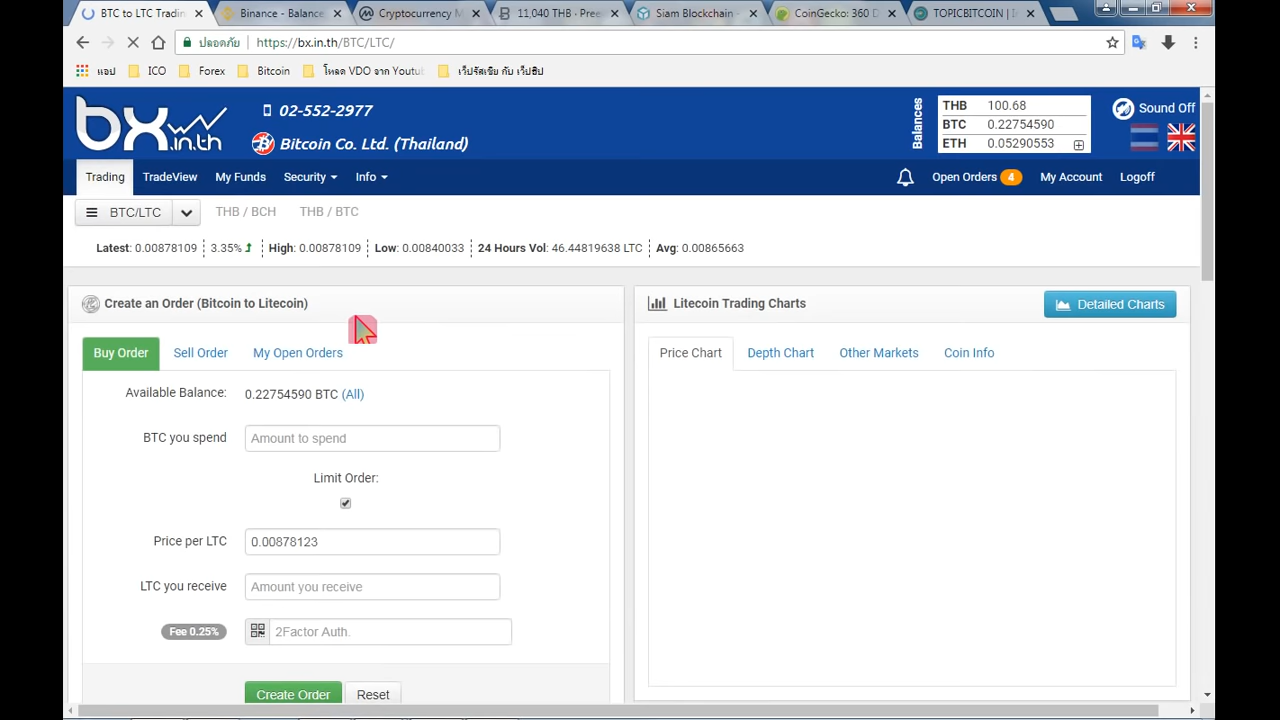 BTC to LTC Tradin
Binance - Balance
Cryptocurrency M
11,040 THB - Pree
Siam Blockchain -
CoinGecko: 360 D
TOPICBITCOIN |
ปลอดภัย
https://bx.in.th/BTC/LTC/
แอป
ICO
Forex
Bitcoin
โหลด VDO จาก Youtu
เว็ปรัสเซีย กับ เว็ปซิป
bx.in.th
02-552-2977
Bitcoin Co. Ltd. (Thailand)
Balances
THB 100.68
BTC 0.22754590
ETH 0.05290553
Sound Off
Trading
TradeView
My Funds
Security
Info
Open Orders 4
My Account
Logoff
BTC/LTC
THB / BCH
THB / BTC
Latest: 0.00878109
3.35%
High: 0.00878109
Low: 0.00840033
24 Hours Vol: 46.44819638 LTC
Avg: 0.00865663
Create an Order (Bitcoin to Litecoin)
Buy Order
Sell Order
My Open Orders
Available Balance: 0.22754590 BTC (All)
BTC you spend Amount to spend
Limit Order:
Price per LTC 0.00878123
LTC you receive Amount you receive
Fee 0.25% 2Factor Auth.
Create Order
Reset
Litecoin Trading Charts
Detailed Charts
Price Chart
Depth Chart
Other Markets
Coin Info